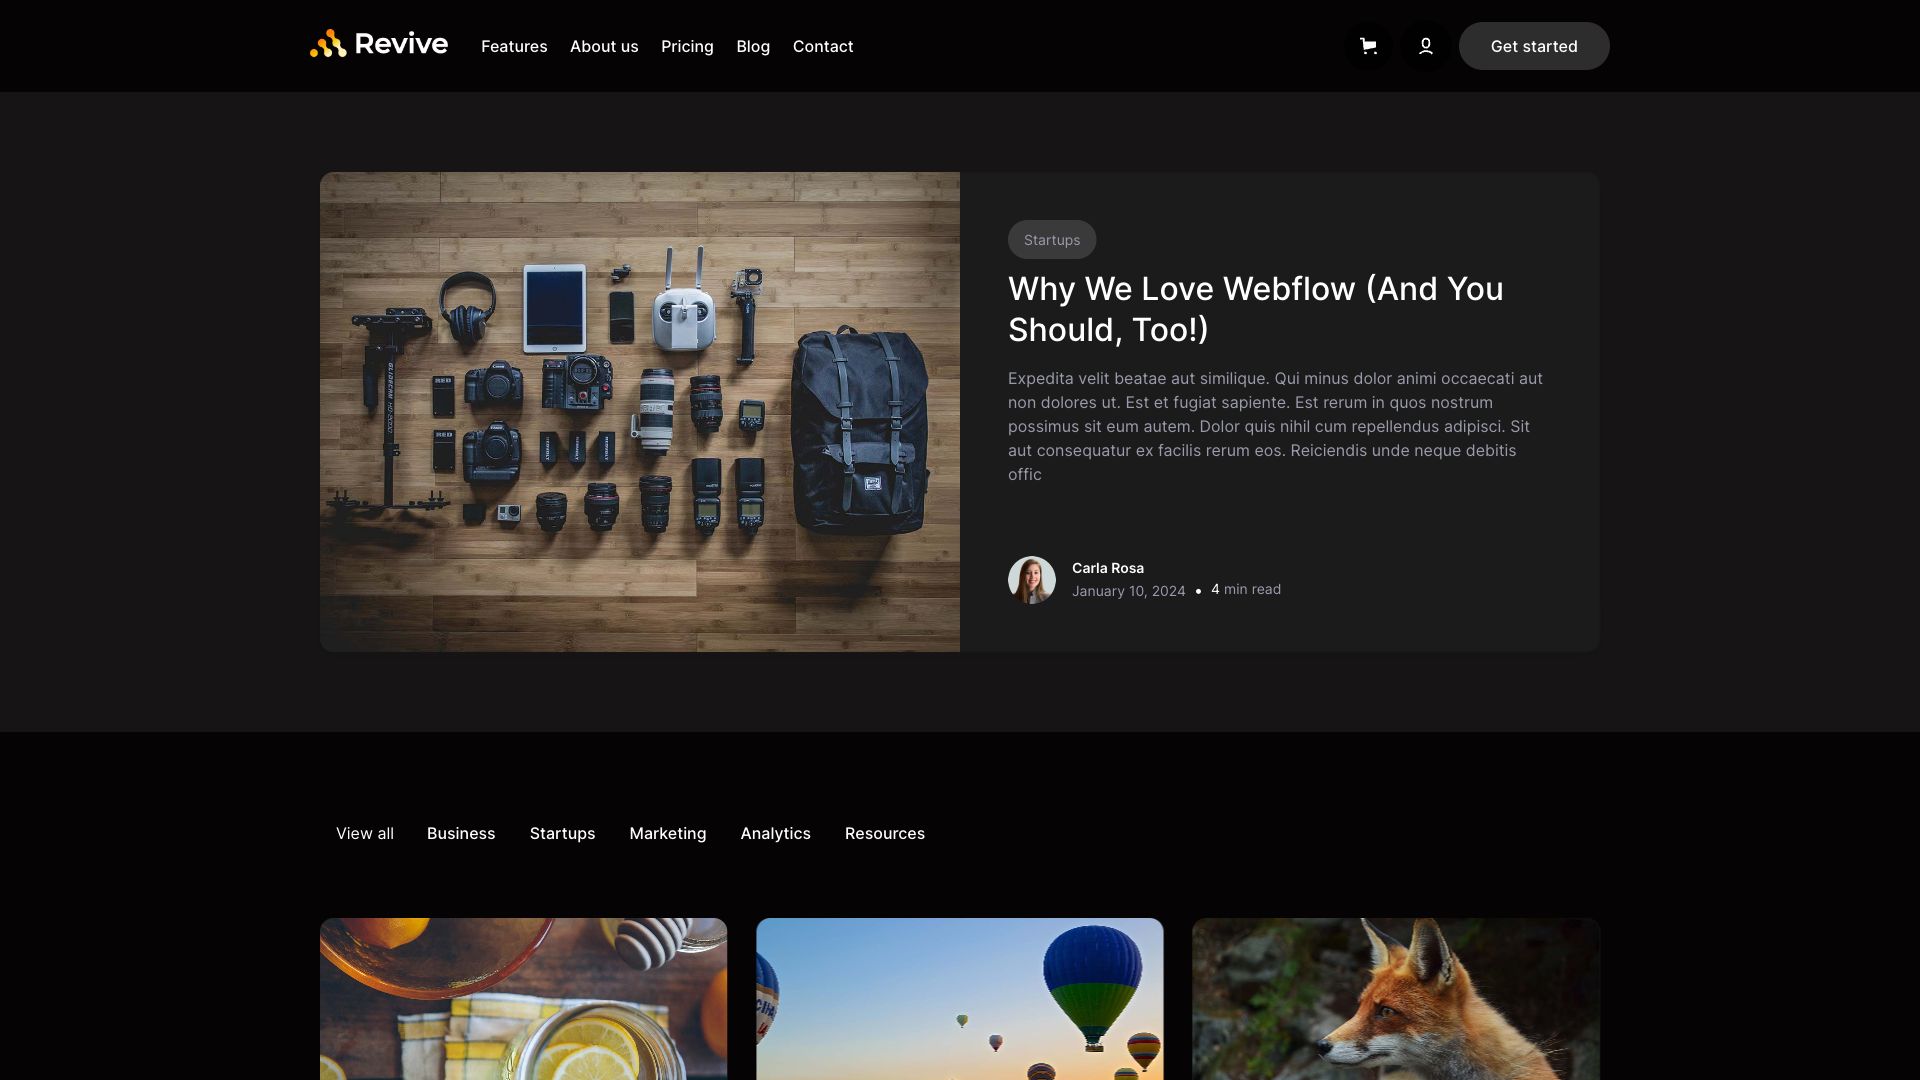 Revive
Features
About us
Pricing
Blog
Contact
Get started
Startups
Why We Love Webflow (And You
Should, Too!)
Expedita velit beatae aut similique. Qui minus dolor animi occaecati aut
non dolores ut. Est et fugiat sapiente. Est rerum in quos nostrum
possimus sit eum autem. Dolor quis nihil cum repellendus adipisci. Sit
aut consequatur ex facilis rerum eos. Reiciendis unde neque debitis
offic
Carla Rosa
January 10, 2024 • 4 min read
View all
Business
Startups
Marketing
Analytics
Resources
RED
RED